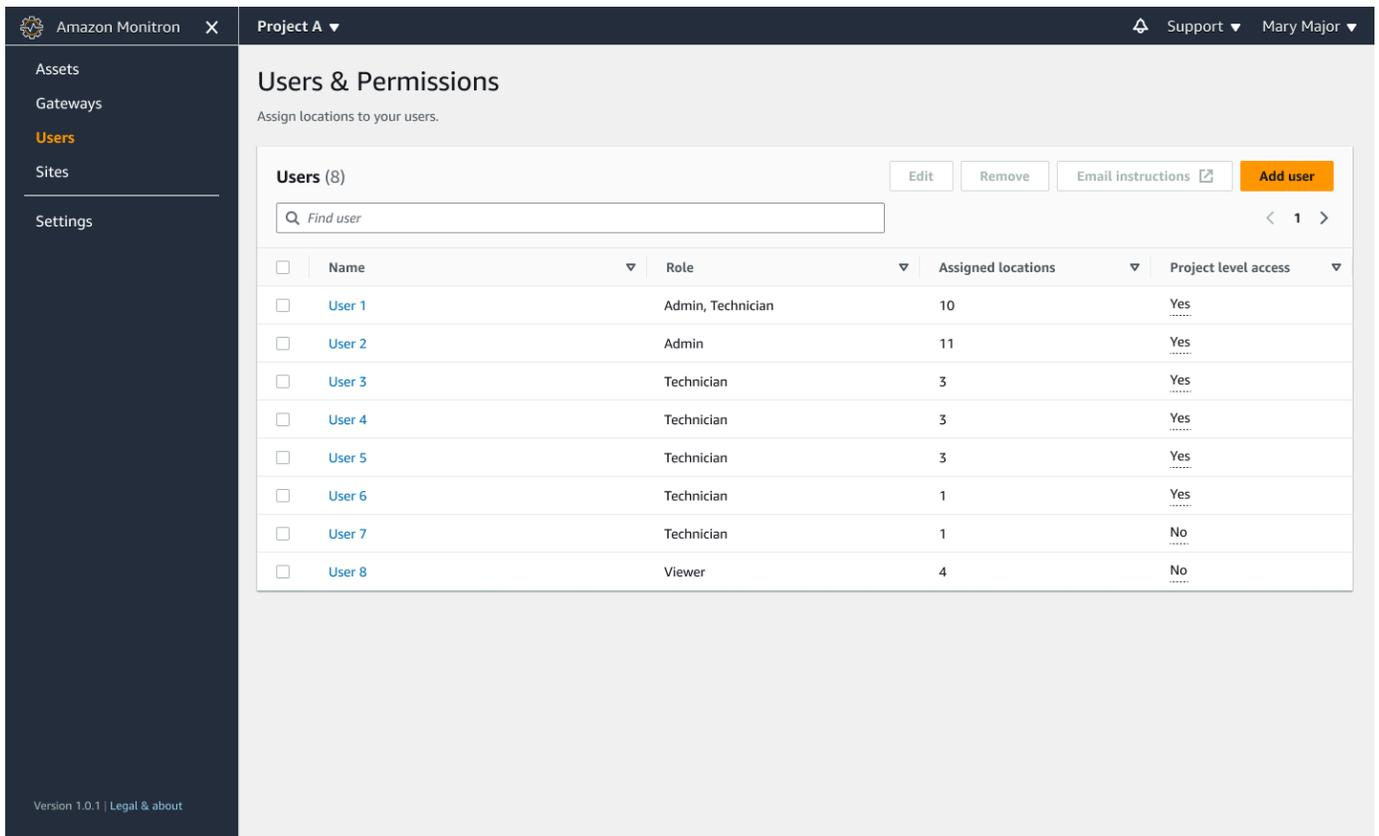 Amazon Monitron
Project A
Support
Mary Major
Assets
Gateways
Users
Sites
Settings
Users & Permissions
Assign locations to your users.
Users (8)
Edit
Remove
Email instructions
Add user
Find user
1
Name Role Assigned locations Project level access
User 1 Admin, Technician 10 Yes
User 2 Admin 11 Yes
User 3 Technician 3 Yes
User 4 Technician 3 Yes
User 5 Technician 3 Yes
User 6 Technician 1 Yes
User 7 Technician 1 No
User 8 Viewer 4 No
Version 1.0.1 | Legal & about